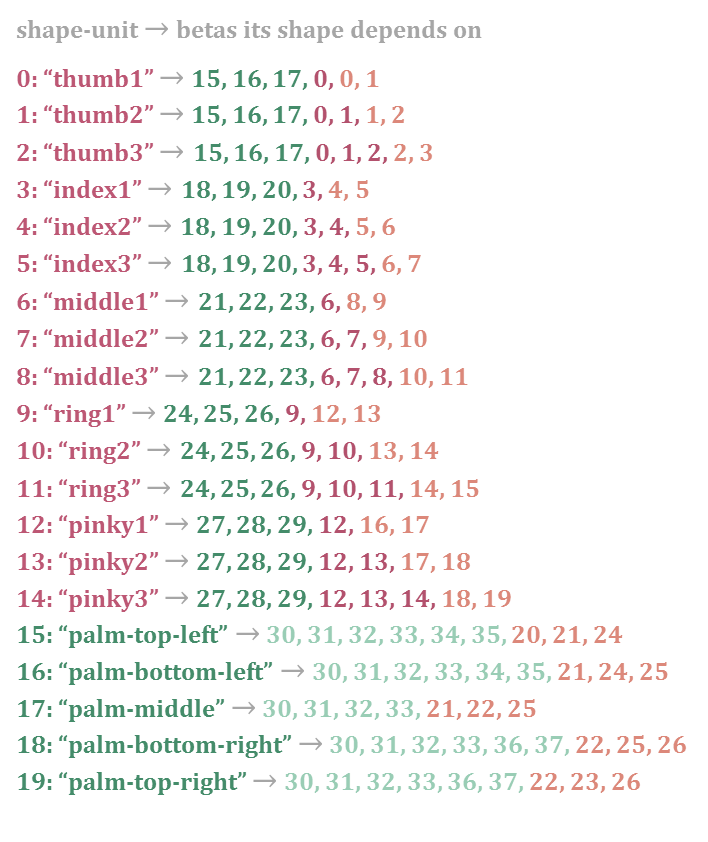 shape-unit → betas its shape depends on
0: “thumb1” → 15, 16, 17, 0, 0, 1
1: “thumb2” → 15, 16, 17, 0, 1, 1, 2
2: “thumb3” → 15, 16, 17, 0, 1, 2, 2, 3
3: “index1” → 18, 19, 20, 3, 4, 5
4: “index2” → 18, 19, 20, 3, 4, 5, 6
5: “index3” → 18, 19, 20, 3, 4, 5, 6, 7
6: “middle1” → 21, 22, 23, 6, 8, 9
7: “middle2” → 21, 22, 23, 6, 7, 9, 10
8: “middle3” → 21, 22, 23, 6, 7, 8, 10, 11
9: “ring1” → 24, 25, 26, 9, 12, 13
10: “ring2” → 24, 25, 26, 9, 10, 13, 14
11: “ring3” → 24, 25, 26, 9, 10, 11, 14, 15
12: “pinky1” → 27, 28, 29, 12, 16, 17
13: “pinky2” → 27, 28, 29, 12, 13, 17, 18
14: “pinky3” → 27, 28, 29, 12, 13, 14, 18, 19
15: “palm-top-left” → 30, 31, 32, 33, 34, 35, 20, 21, 24
16: “palm-bottom-left” → 30, 31, 32, 33, 34, 35, 21, 24, 25
17: “palm-middle” → 30, 31, 32, 33, 21, 22, 25
18: “palm-bottom-right” → 30, 31, 32, 33, 36, 37, 22, 25, 26
19: “palm-top-right” → 30, 31, 32, 33, 36, 37, 22, 23, 26